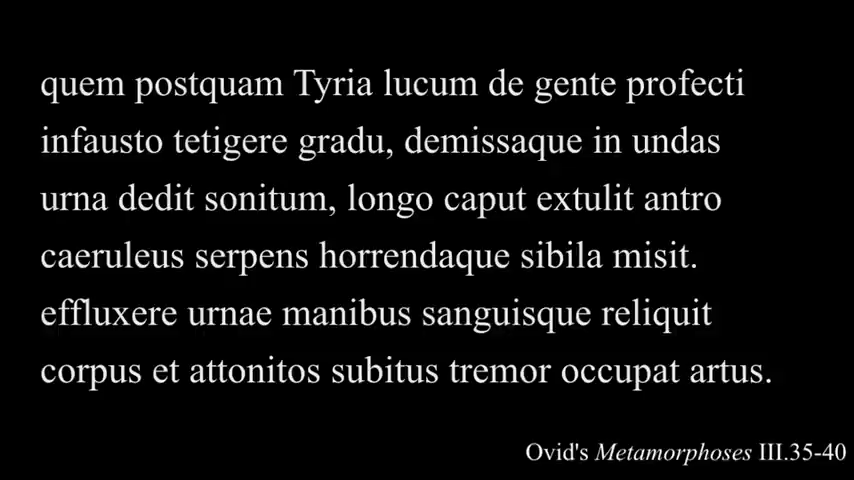 quem postquam Tyria lucum de gente profecti
infausto tetigere gradu, demissaque in undas
urna dedit sonitum, longo caput extulit antro
caeruleus serpens horrendaque sibila misit.
effluxere urnae manibus sanguisque reliquit
corpus et attonitos subitus tremor occupat artus.
Ovid's Metamorphoses III.35-40